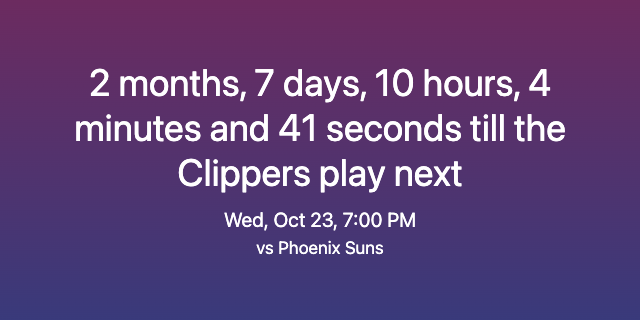 2 months, 7 days, 10 hours, 4
minutes and 41 seconds till the
Clippers play next
Wed, Oct 23, 7:00 PM
vs Phoenix Suns